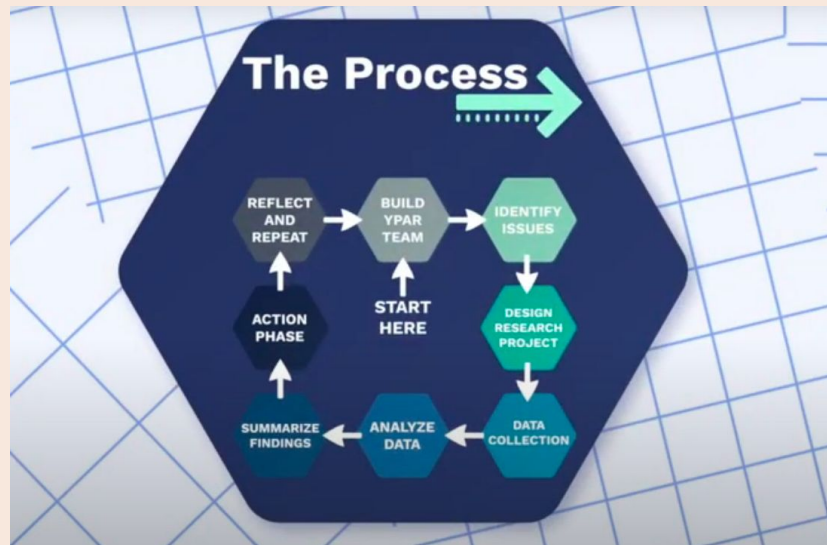 The Process
REFLECT
AND
REPEAT
BUILD
YPAR
TEAM
IDENTIFY
ISSUES
START
HERE
DESIGN
RESEARCH
PROJECT
DATA
COLLECTION
ANALYZE
DATA
SUMMARIZE
FINDINGS
ACTION
PHASE